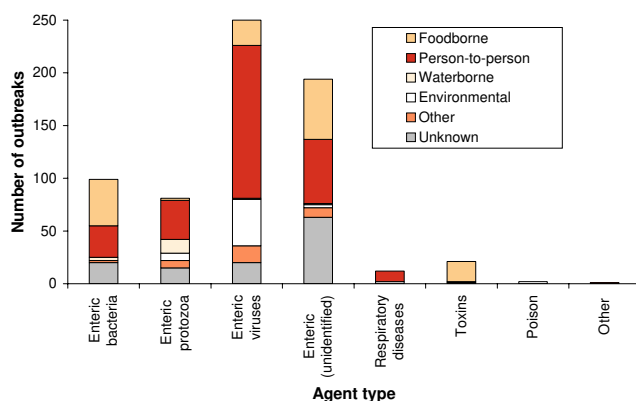 250
200
150
100
50
0
Number of outbreaks
Foodborne
Person-to-person
Waterborne
Environmental
Other
Unknown
Enteric
bacteria
Enteric
protozoa
Enteric
viruses
Enteric
(unidentified)
Respiratory
diseases
Toxins
Poison
Other
Agent type